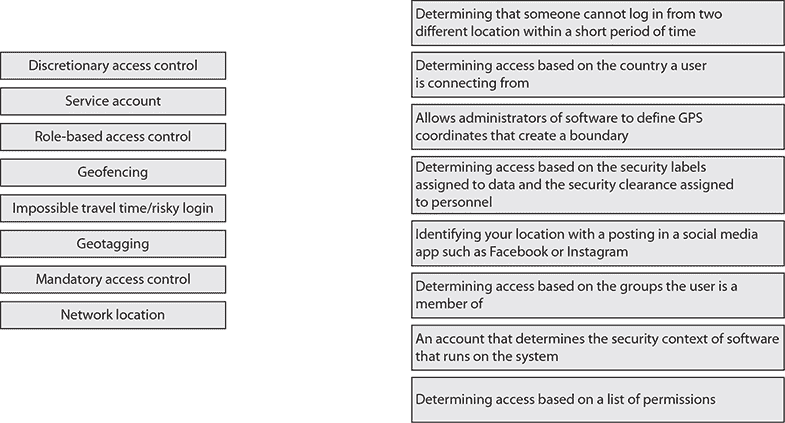 Discretionary access control
Service account
Role-based access control
Geofencing
Impossible travel time/risky login
Geotagging
Mandatory access control
Network location
Determining that someone cannot log in from two
different location within a short period of time
Determining access based on the country a user
is connecting from
Allows administrators of software to define GPS
coordinates that create a boundary
Determining access based on the security labels
assigned to data and the security clearance assigned
to personnel
Identifying your location with a posting in a social media
app such as Facebook or Instagram
Determining access based on the groups the user is a
member of
An account that determines the security context of software
that runs on the system
Determining access based on a list of permissions